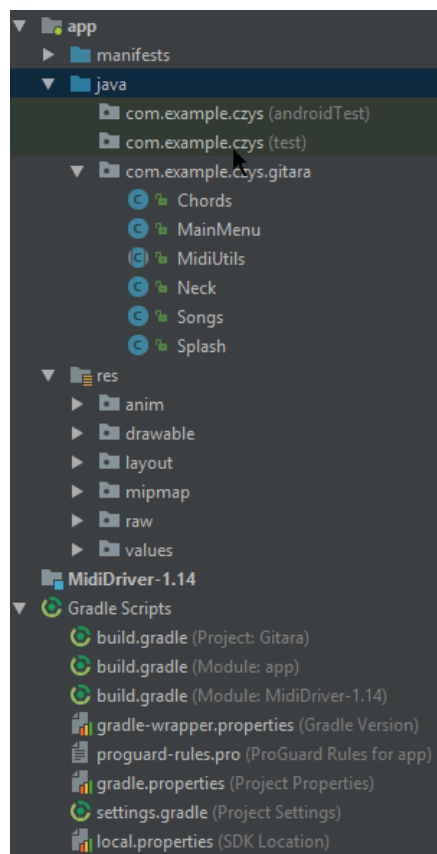 app
manifests
java
com.example.czys (androidTest)
com.example.czys (test)
com.example.czys.gitara
Chords
MainMenu
MidiUtils
Neck
Songs
Splash
res
anim
drawable
layout
mipmap
raw
values
MidiDriver-1.14
Gradle Scripts
build.gradle (Project: Gitara)
build.gradle (Module: app)
build.gradle (Module: MidiDriver-1.14)
gradle-wrapper.properties (Gradle Version)
proguard-rules.pro (ProGuard Rules for app)
gradle.properties (Project Properties)
settings.gradle (Project Settings)
local.properties (SDK Location)